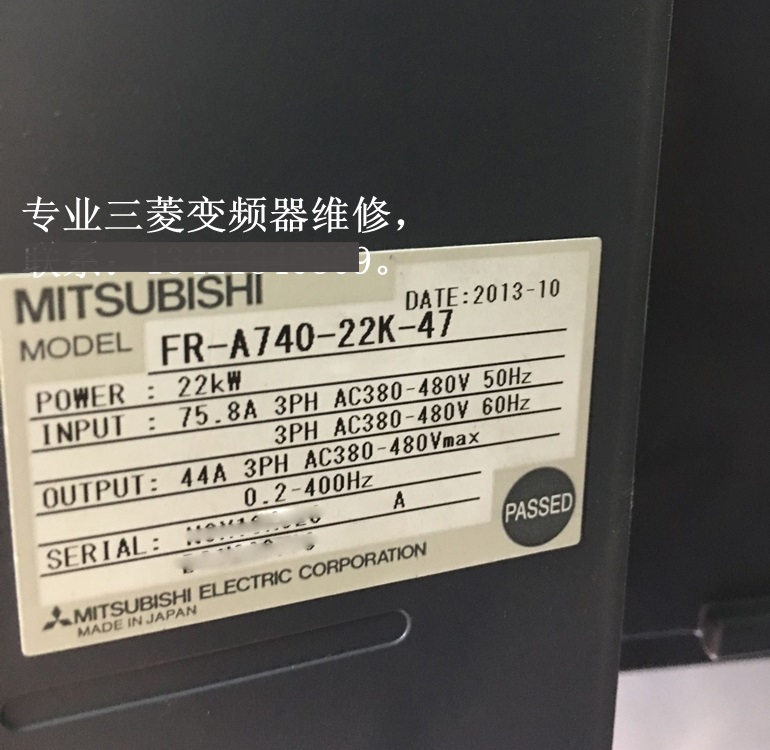 专业三菱变频器维修，
MITSUBISHI
DATE:2013-10
MODEL FR-A740-22K-47
POWER : 22kW
INPUT : 75.8A 3PH AC380-480V 50Hz
3PH AC380-480V 60Hz
OUTPUT: 44A 3PH AC380-480Vmax
0.2-400Hz
SERIAL: A
PASSED
MITSUBISHI ELECTRIC CORPORATION
MADE IN JAPAN